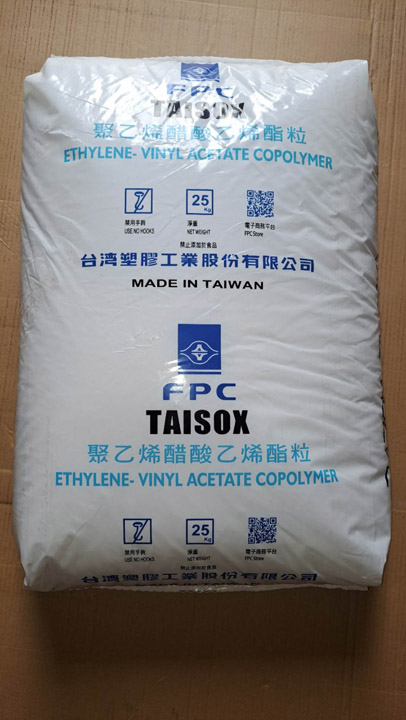 FPC
TAISOX
聚乙烯醋酸乙烯酯粒
ETHYLENE- VINYL ACETATE COPOLYMER
25
Kg
禁用手鉤 淨重 電子商務平台
USE NO HOOKS NET WEIGHT FPC Store
禁止添加於食品
台湾塑膠工業股份有限公司
MADE IN TAIWAN
FPC
TAISOX
聚乙烯醋酸乙烯酯粒
ETHYLENE- VINYL ACETATE COPOLYMER
25
Kg
禁用手鉤 淨重 電子商務平台
USE NO HOOKS NET WEIGHT FPC Store
禁止添加於食品
台湾塑膠工業股份有限公司